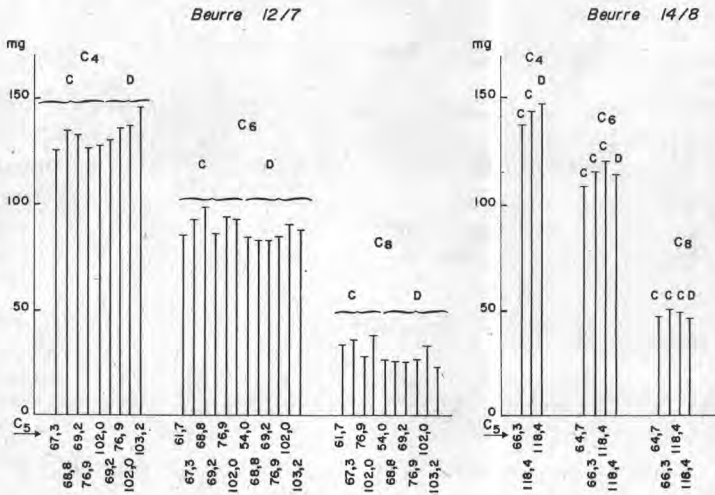 Beurre 12/7
Beurre 14/8
mg
150
100
50
0
C4
C D
C6
C D
C8
C D
C5
67,3 68,8 69,2 76,9 102,0 69,2 76,9 102,0 103,2
61,7 67,3 68,8 69,2 76,9 102,0 54,0 68,8 69,2 76,9 102,0 103,2
61,7 67,3 76,9 102,0 54,0 68,8 69,2 76,9 102,0 103,2
mg
150
100
50
0
C4
C C D
C6
C C C D
C8
C C C D
C5
66,3 118,4 118,4
64,7 66,3 118,4 118,4
64,7 66,3 118,4 118,4